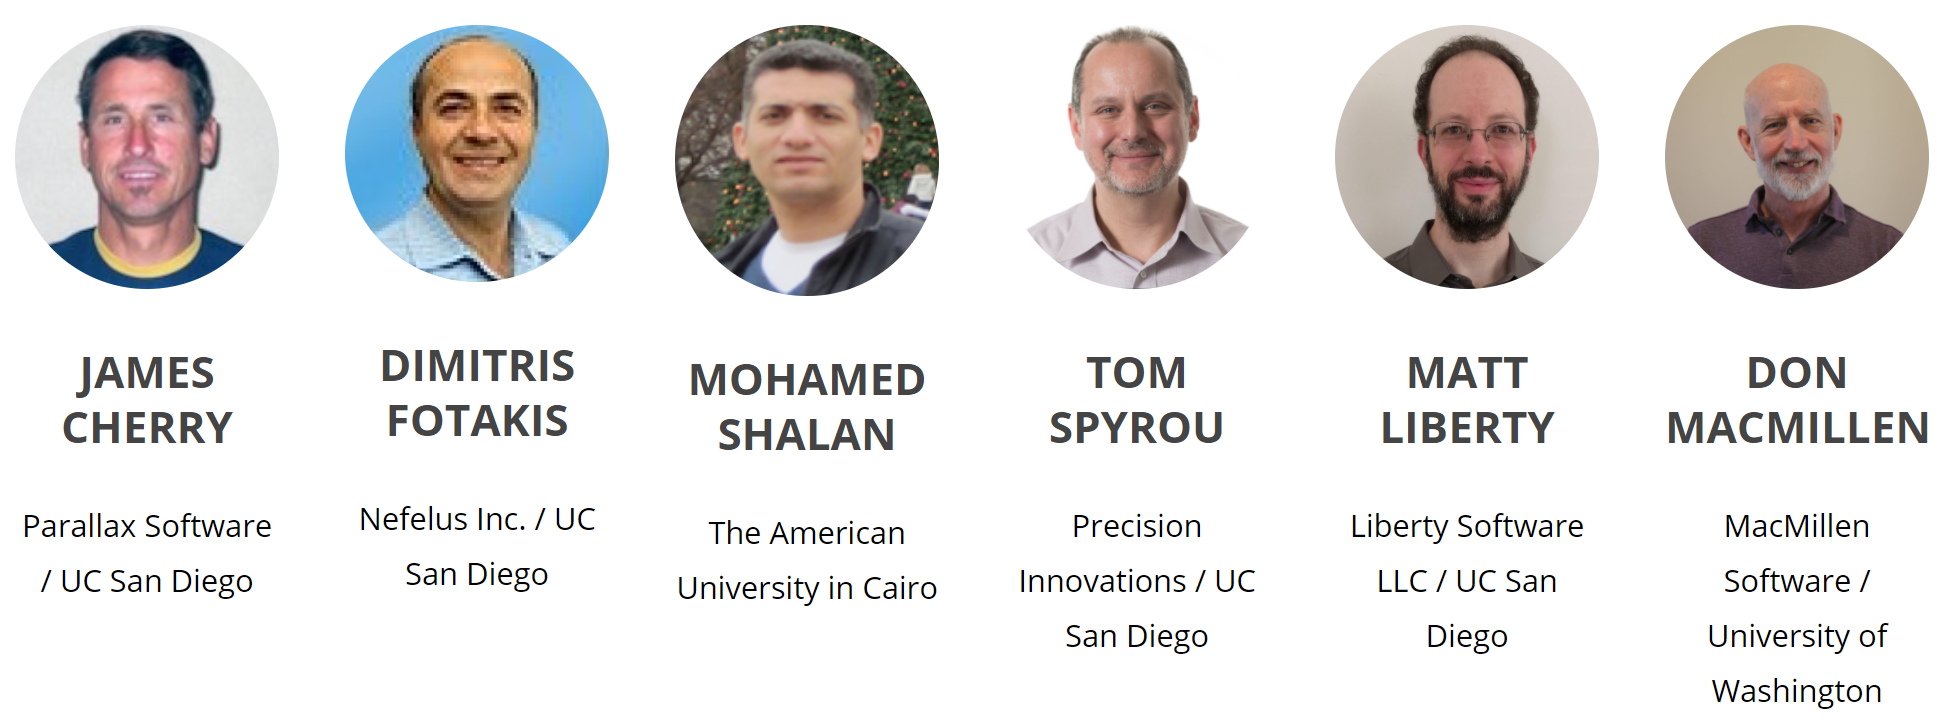 JAMES
CHERRY
Parallax Software
/ UC San Diego
DIMITRIS
FOTAKIS
Nefelus Inc. / UC
San Diego
MOHAMED
SHALAN
The American
University in Cairo
TOM
SPYROU
Precision
Innovations / UC
San Diego
MATT
LIBERTY
Liberty Software
LLC / UC San
Diego
DON
MACMILLEN
MacMillen
Software /
University of
Washington